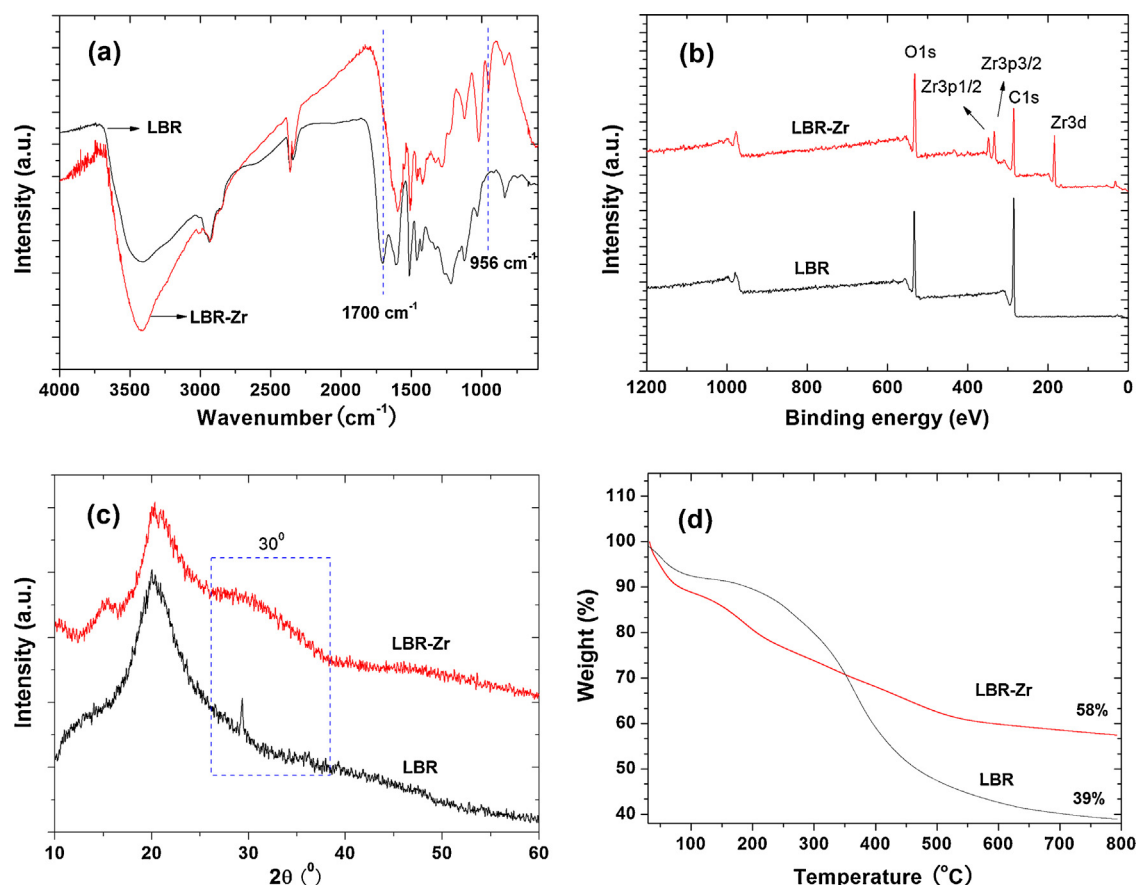 (a)
LBR
LBR-Zr
1700 cm⁻¹
956 cm⁻¹
Intensity (a.u.)
4000 3500 3000 2500 2000 1500 1000
Wavenumber (cm⁻¹)
(b)
O1s
Zr3p1/2
Zr3p3/2
C1s
Zr3d
LBR-Zr
LBR
Intensity (a.u.)
1200 1000 800 600 400 200 0
Binding energy (eV)
(c)
30⁰
LBR-Zr
LBR
Intensity (a.u.)
10 20 30 40 50 60
2θ (⁰)
(d)
110
100
90
80
70
60
50
40
Weight (%)
LBR-Zr
58%
LBR
39%
100 200 300 400 500 600 700 800
Temperature (°C)